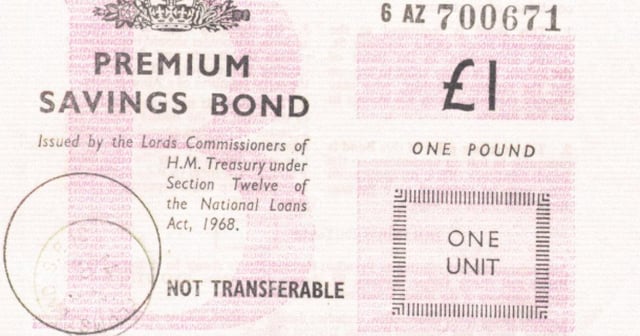 6 AZ 700671
PREMIUM
SAVINGS BOND
£1
Issued by the Lords Commissioners of
H.M. Treasury under
Section Twelve of
the National Loans
Act, 1968.
ONE POUND
ONE
UNIT
NOT TRANSFERABLE